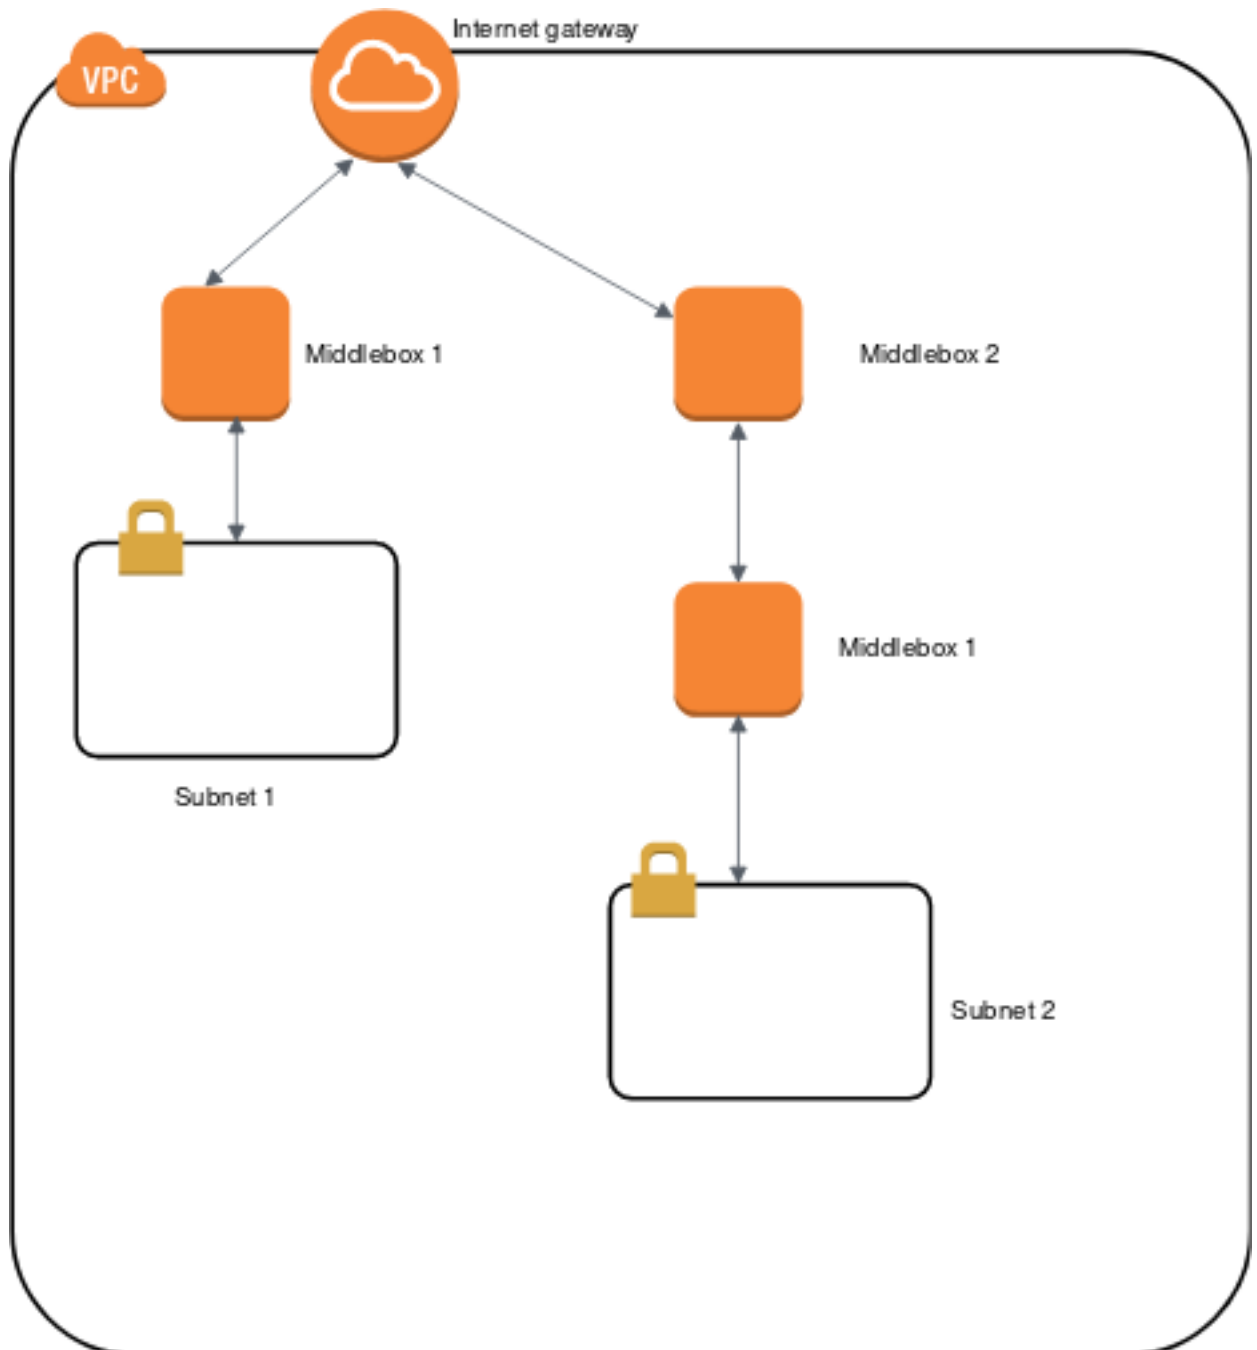 Internet gateway
VPC
Middlebox 1
Middlebox 2
Middlebox 1
Subnet 1
Subnet 2